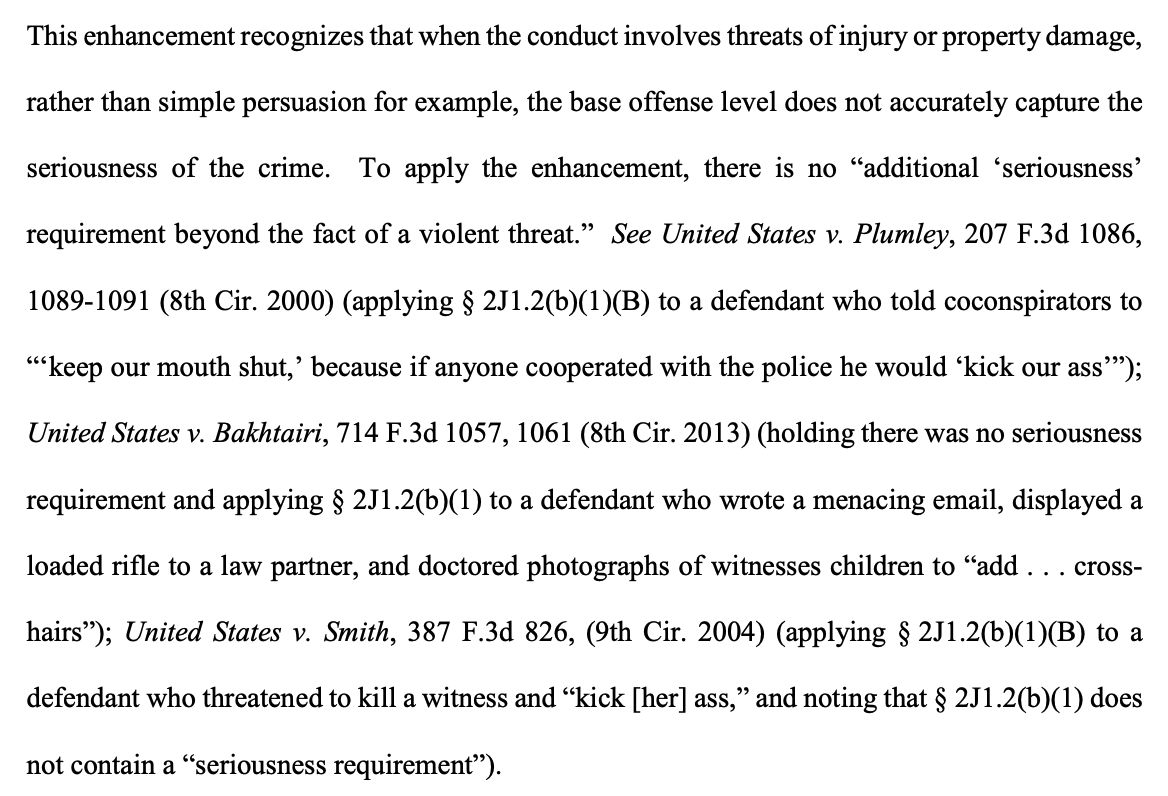 This enhancement recognizes that when the conduct involves threats of injury or property damage,
rather than simple persuasion for example, the base offense level does not accurately capture the
seriousness of the crime.  To apply the enhancement, there is no “additional ‘seriousness’
requirement beyond the fact of a violent threat.”  See United States v. Plumley, 207 F.3d 1086,
1089-1091 (8th Cir. 2000) (applying § 2J1.2(b)(1)(B) to a defendant who told coconspirators to
“‘keep our mouth shut,’ because if anyone cooperated with the police he would ‘kick our ass’”);
United States v. Bakhtairi, 714 F.3d 1057, 1061 (8th Cir. 2013) (holding there was no seriousness
requirement and applying § 2J1.2(b)(1) to a defendant who wrote a menacing email, displayed a
loaded rifle to a law partner, and doctored photographs of witnesses children to “add . . . cross-
hairs”); United States v. Smith, 387 F.3d 826, (9th Cir. 2004) (applying § 2J1.2(b)(1)(B) to a
defendant who threatened to kill a witness and “kick [her] ass,” and noting that § 2J1.2(b)(1) does
not contain a “seriousness requirement”).